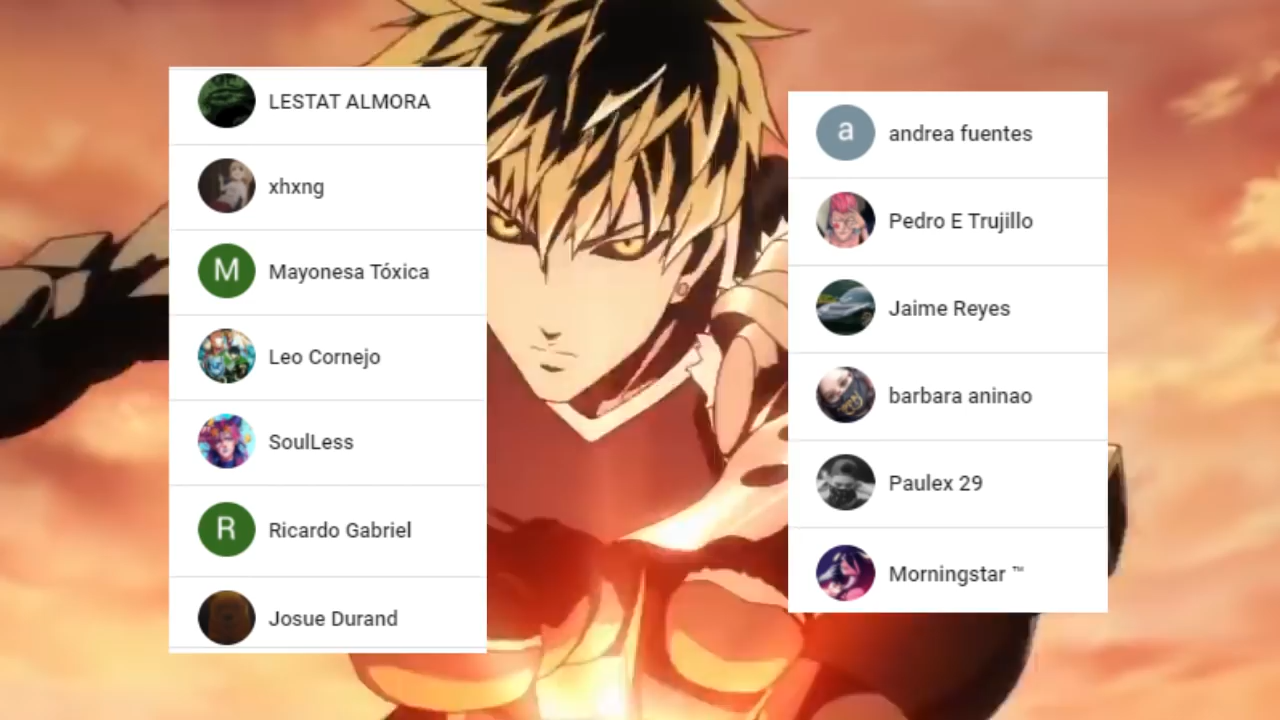 LESTAT ALMORA
xhxng
M
Mayonesa Tóxica
Leo Cornejo
SoulLess
R
Ricardo Gabriel
Josue Durand
a
andrea fuentes
Pedro E Trujillo
Jaime Reyes
barbara aninao
Paulex 29
Morningstar ™